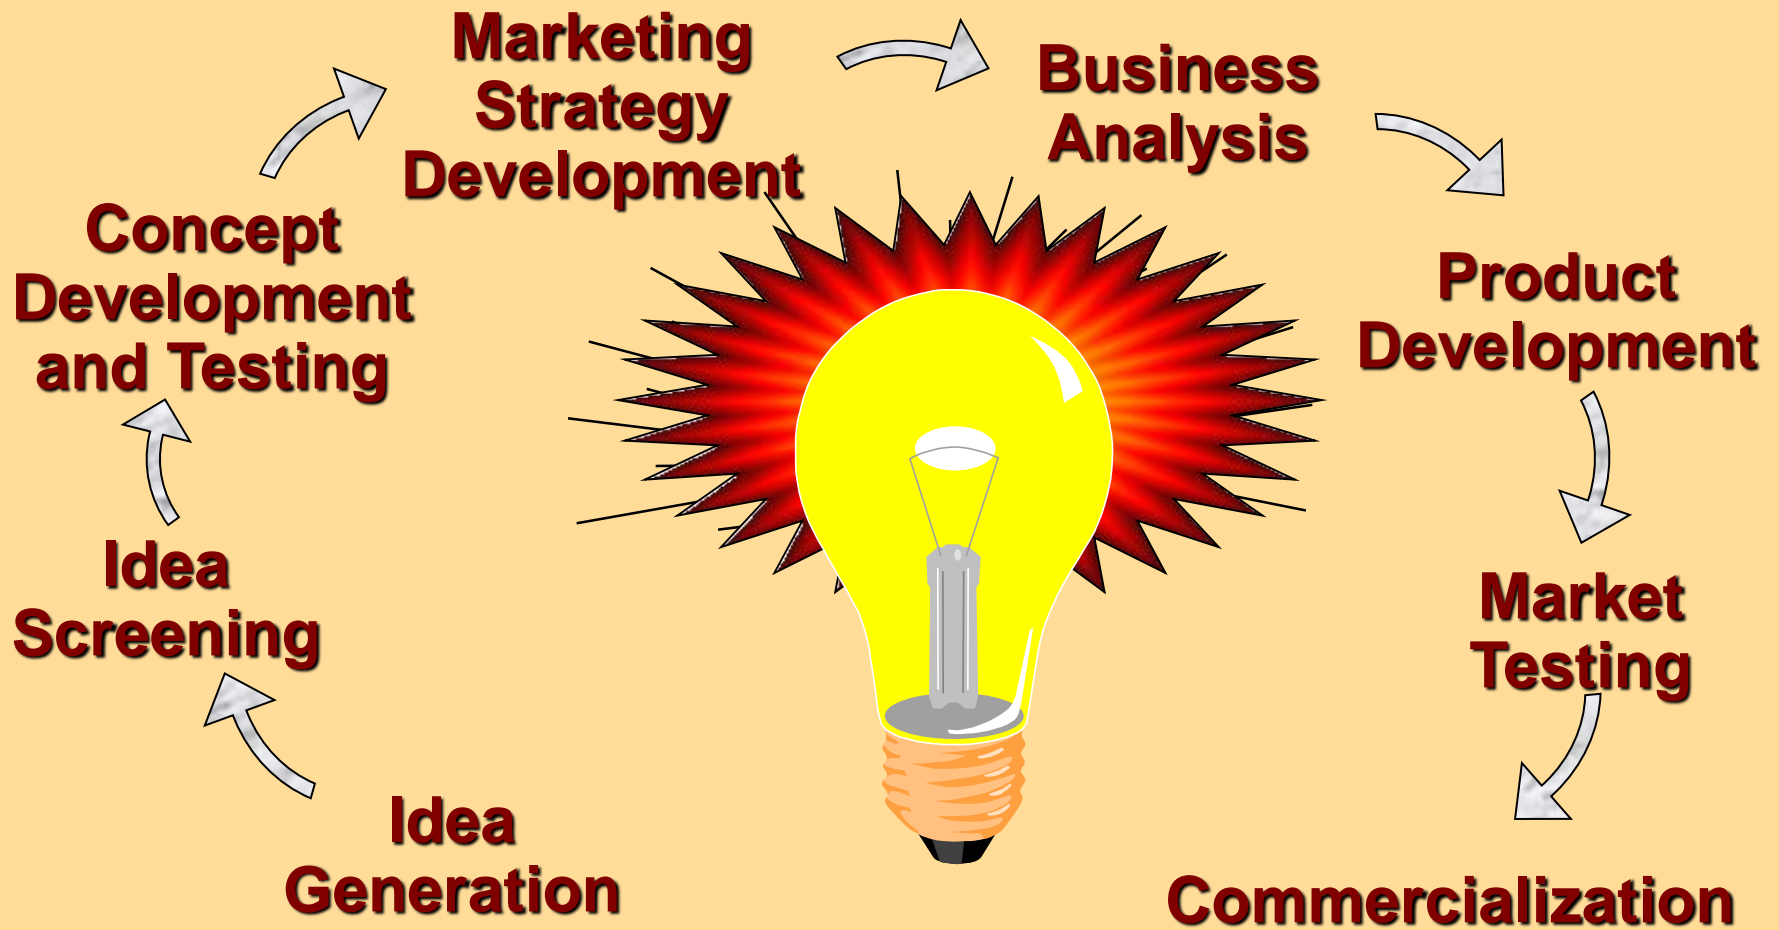 Marketing
Strategy
Development
Business
Analysis
Concept
Development
and Testing
Product
Development
Idea
Screening
Market
Testing
Idea
Generation
Commercialization